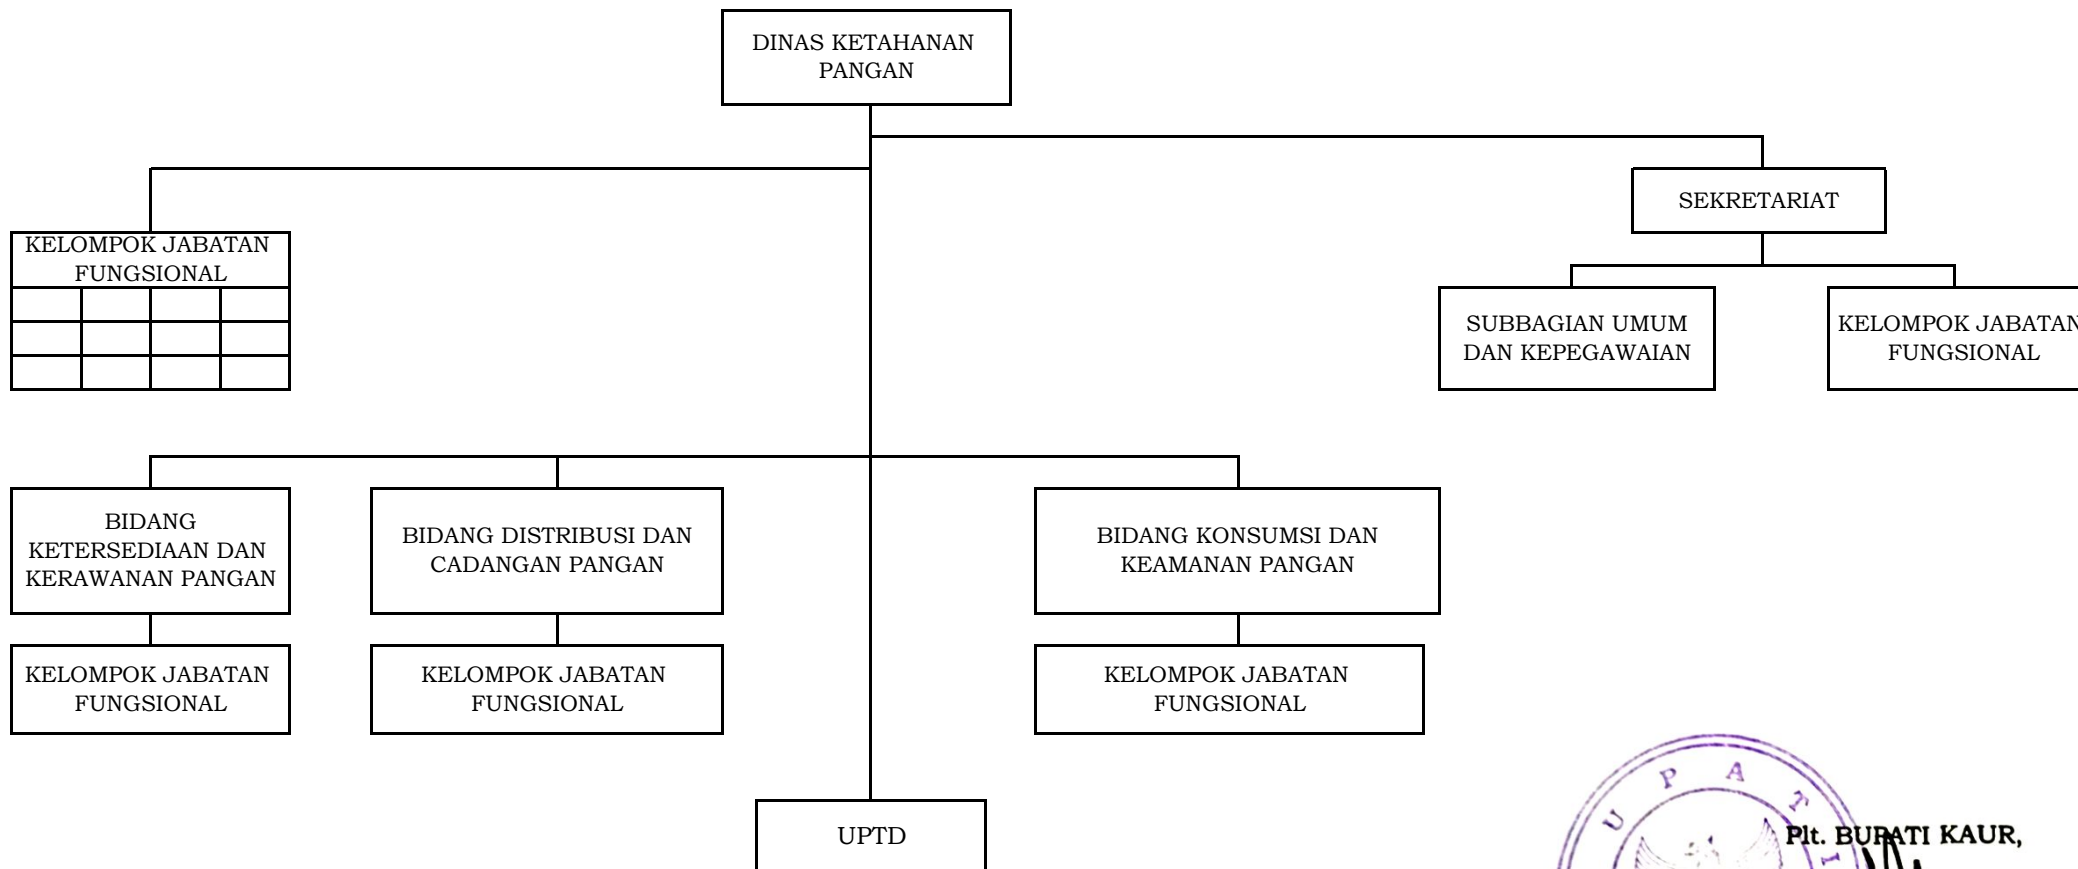 DINAS KETAHANAN
PANGAN
SEKRETARIAT
KELOMPOK JABATAN
FUNGSIONAL
SUBBAGIAN UMUM
DAN KEPEGAWAIAN
KELOMPOK JABATAN
FUNGSIONAL
BIDANG
KETERSEDIAAN DAN
KERAWANAN PANGAN
BIDANG DISTRIBUSI DAN
CADANGAN PANGAN
BIDANG KONSUMSI DAN
KEAMANAN PANGAN
KELOMPOK JABATAN
FUNGSIONAL
KELOMPOK JABATAN
FUNGSIONAL
KELOMPOK JABATAN
FUNGSIONAL
UPTD
UPATI
Plt. BUPATI KAUR,